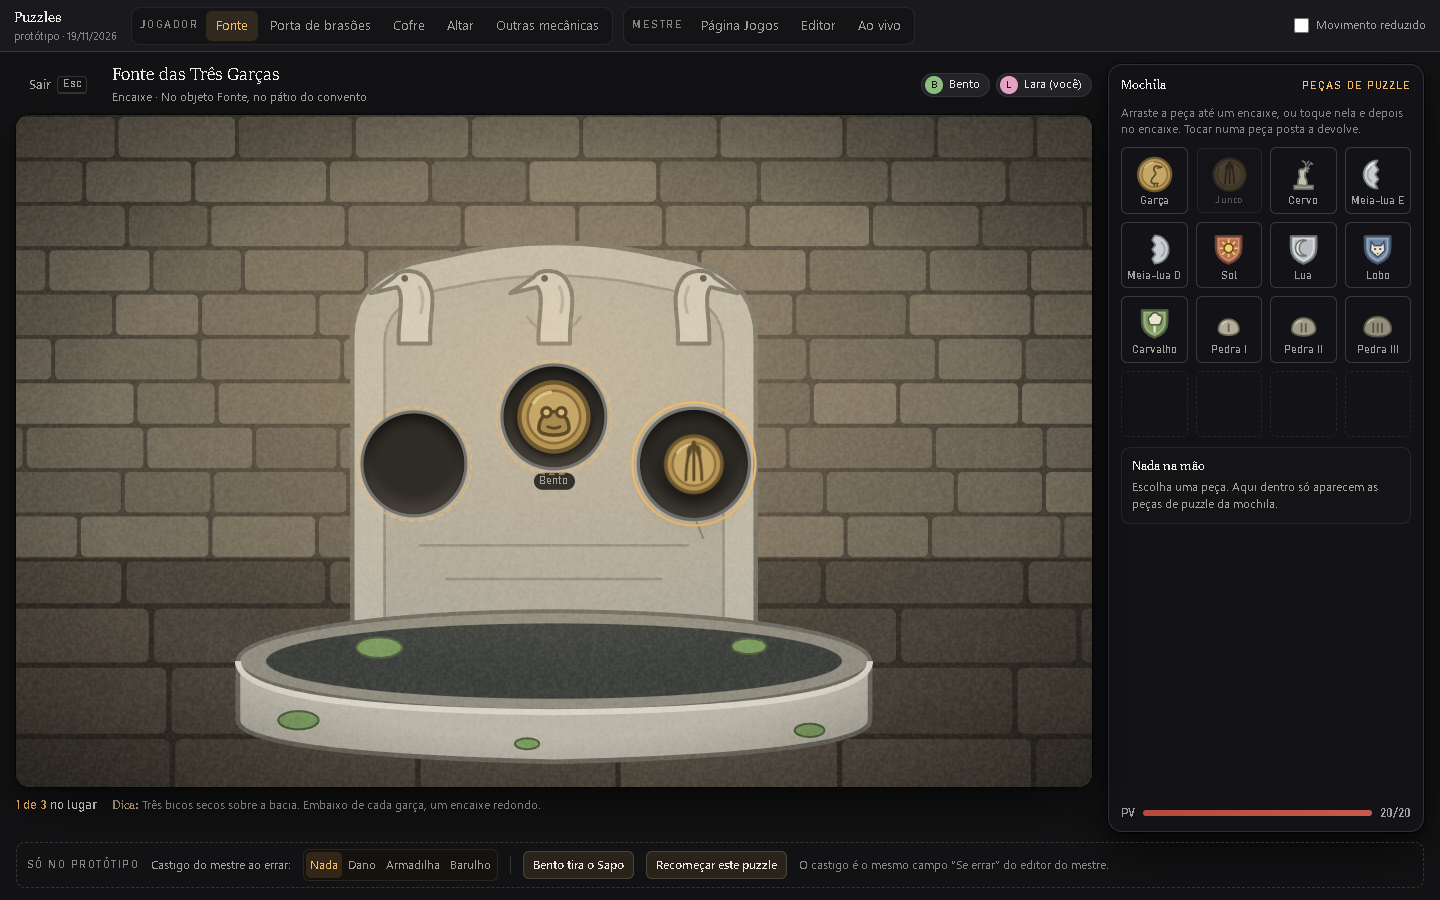 Puzzles
protótipo · 19/11/2026
JOGADOR Fonte Porta de brasões Cofre Altar Outras mecânicas
MESTRE Página Jogos Editor Ao vivo
Movimento reduzido
Sair Esc
Fonte das Três Garças
Encaixe · No objeto Fonte, no pátio do convento
B Bento
L Lara (você)
Bento
1 de 3 no lugar
Dica: Três bicos secos sobre a bacia. Embaixo de cada garça, um encaixe redondo.
Mochila
PEÇAS DE PUZZLE
Arraste a peça até um encaixe, ou toque nela e depois
no encaixe. Tocar numa peça posta a devolve.
Garça Junco Cervo Meia-lua E
Meia-lua D Sol Lua Lobo
I II III
Carvalho Pedra I Pedra II Pedra III
Nada na mão
Escolha uma peça. Aqui dentro só aparecem as
peças de puzzle da mochila.
PV 20/20
SÓ NO PROTÓTIPO Castigo do mestre ao errar: Nada Dano Armadilha Barulho Bento tira o Sapo Recomeçar este puzzle O castigo é o mesmo campo "Se errar" do editor do mestre.